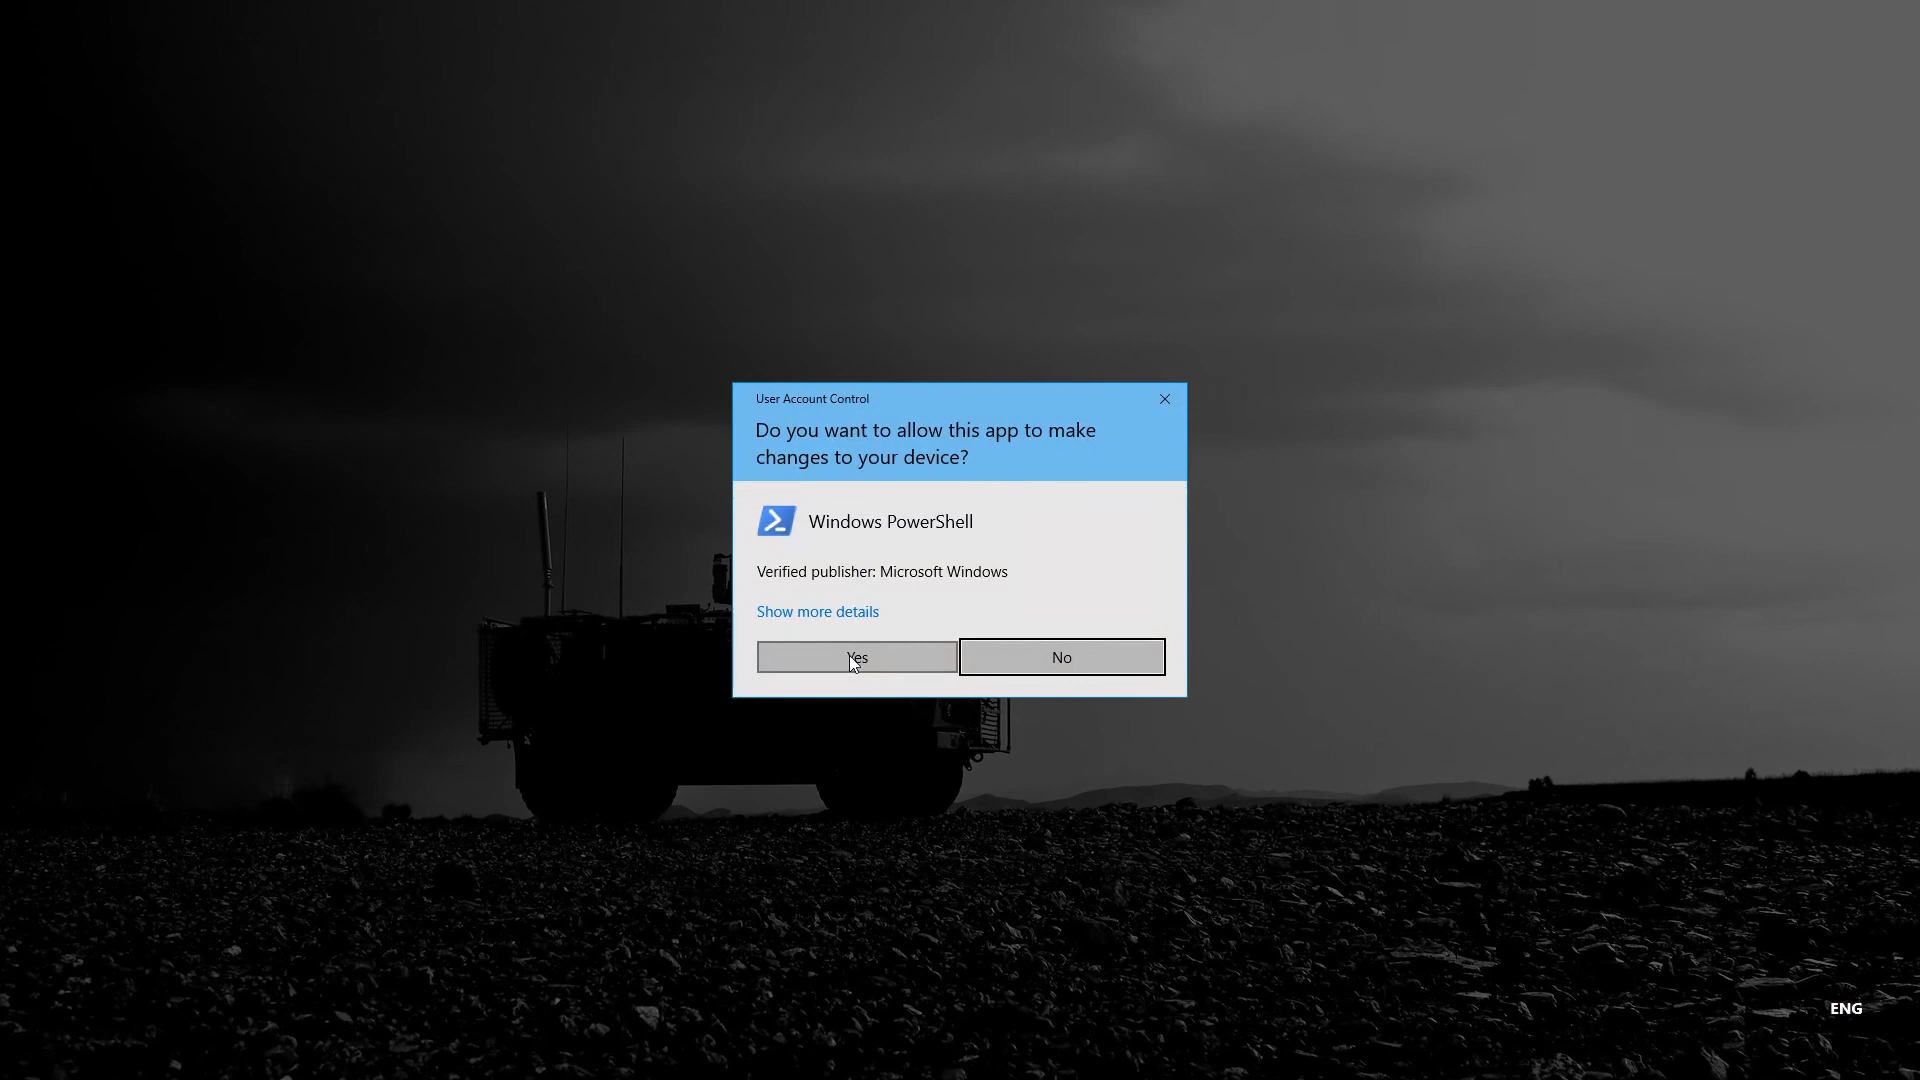 User Account Control
Do you want to allow this app to make
changes to your device?
Windows PowerShell
Verified publisher: Microsoft Windows
Show more details
Yes
No
ENG